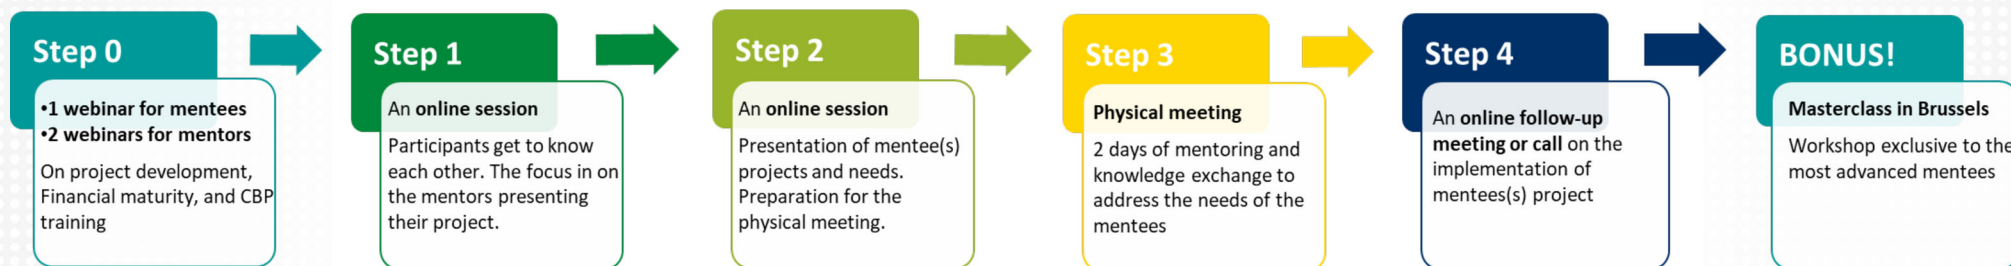 Step 0
•1 webinar for mentees
•2 webinars for mentors
On project development,
Financial maturity, and CBP
training
Step 1
An online session
Participants get to know
each other. The focus in on
the mentors presenting
their project.
Step 2
An online session
Presentation of mentee(s)
projects and needs.
Preparation for the
physical meeting.
Step 3
Physical meeting
2 days of mentoring and
knowledge exchange to
address the needs of the
mentees
Step 4
An online follow-up
meeting or call on the
implementation of
mentees(s) project
BONUS!
Masterclass in Brussels
Workshop exclusive to the
most advanced mentees